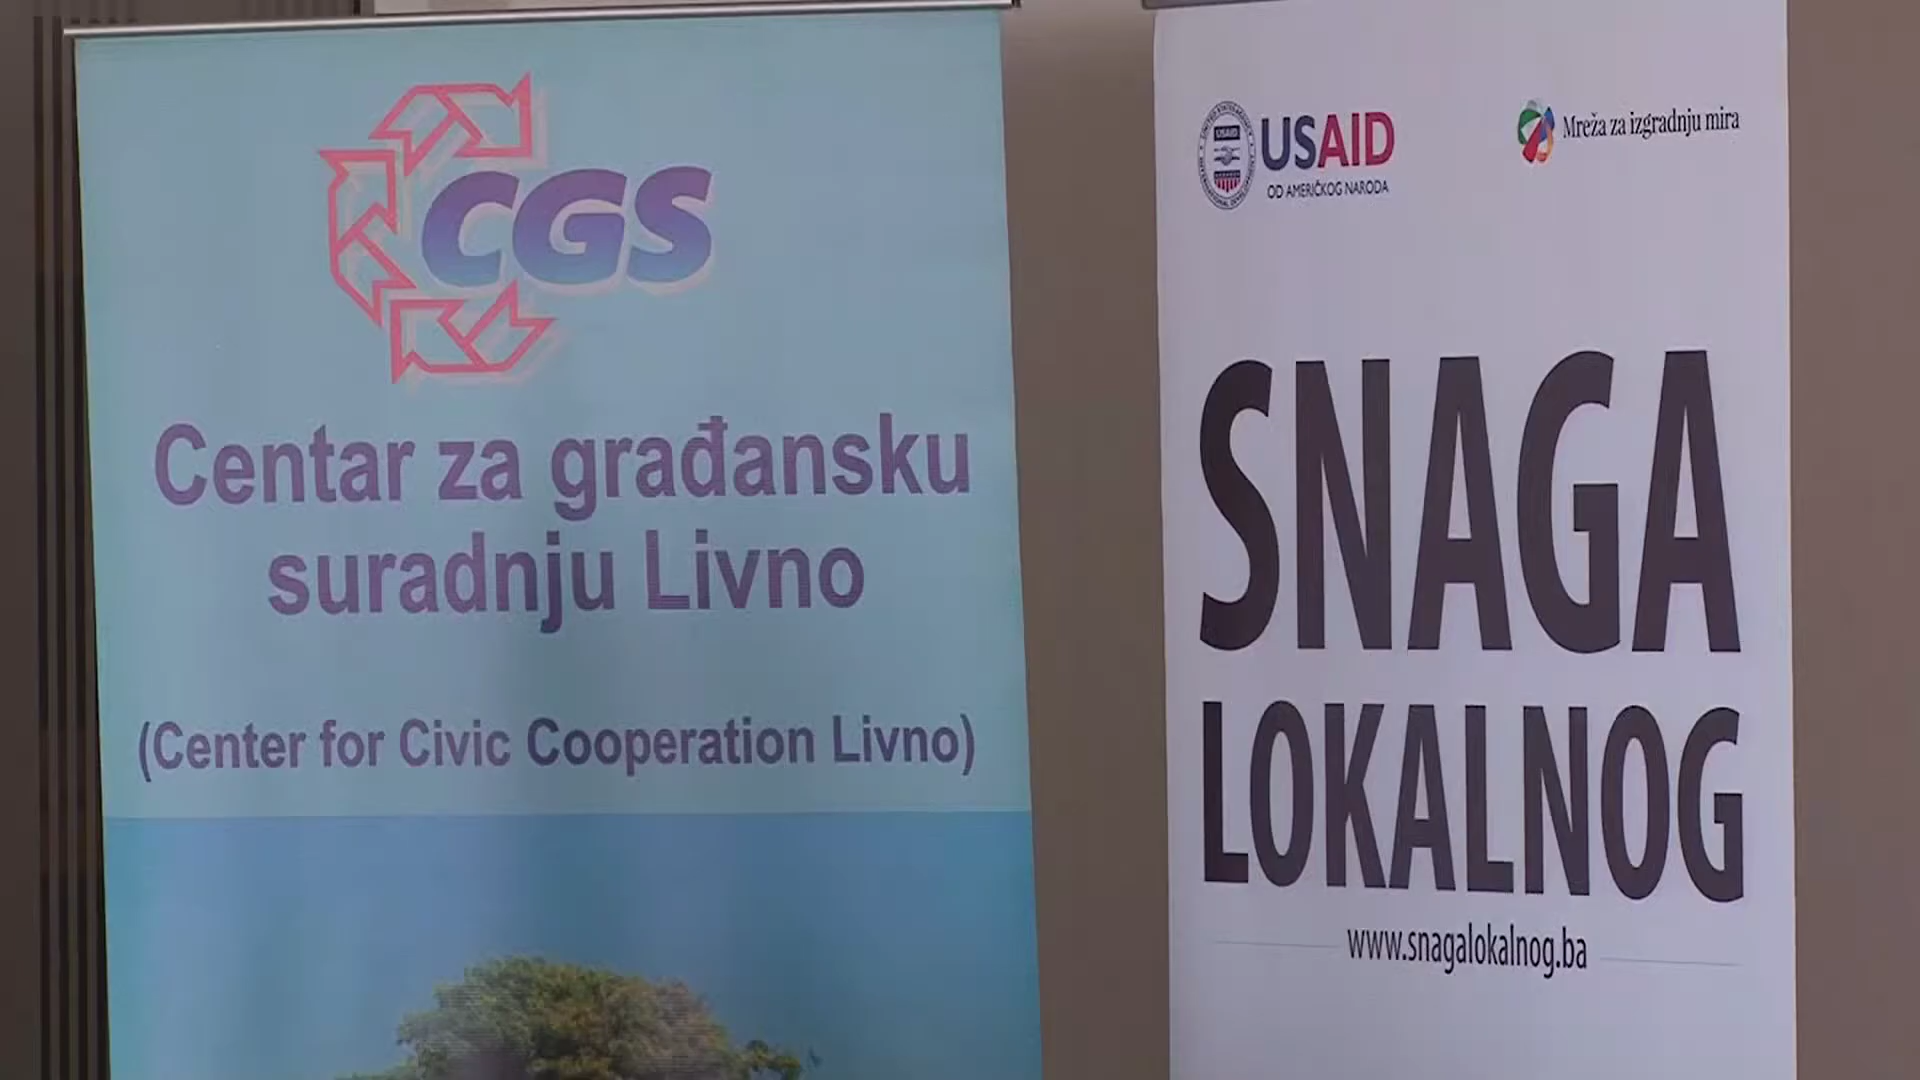 CGS
Centar za građansku
suradnju Livno
(Center for Civic Cooperation Livno)
USAID
USAID
OD AMERIČKOG NARODA
Mreža za izgradnju mira
SNAGA
LOKALNOG
www.snagalokalnog.ba